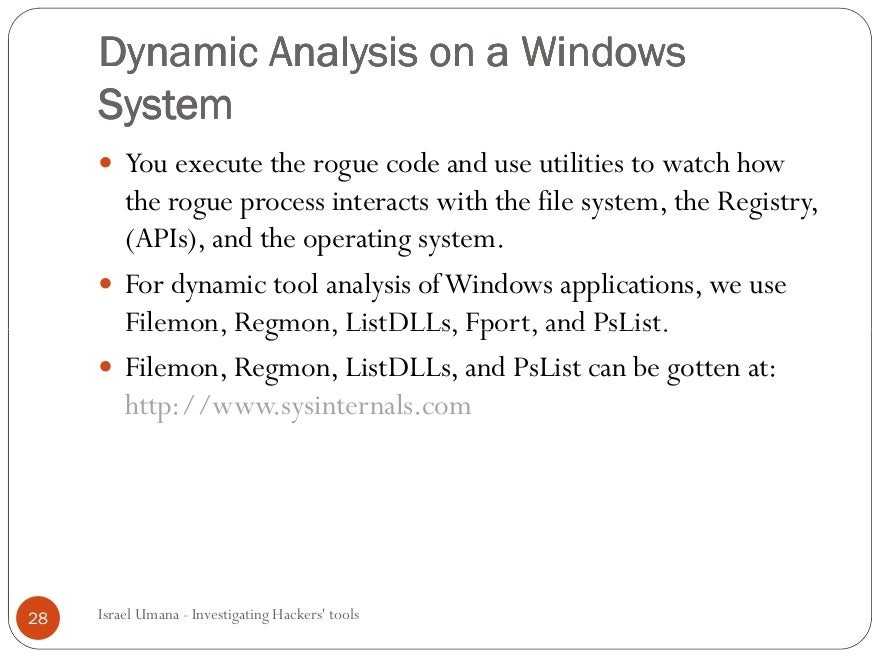 Dynamic Analysis on a Windows
System
You execute the rogue code and use utilities to watch how
the rogue process interacts with the file system, the Registry,
(APIs), and the operating system.
For dynamic tool analysis of Windows applications, we use
Filemon, Regmon, ListDLLs, Fport, and PsList.
Filemon, Regmon, ListDLLs, and PsList can be gotten at:
http://www.sysinternals.com
28 Israel Umana - Investigating Hackers' tools